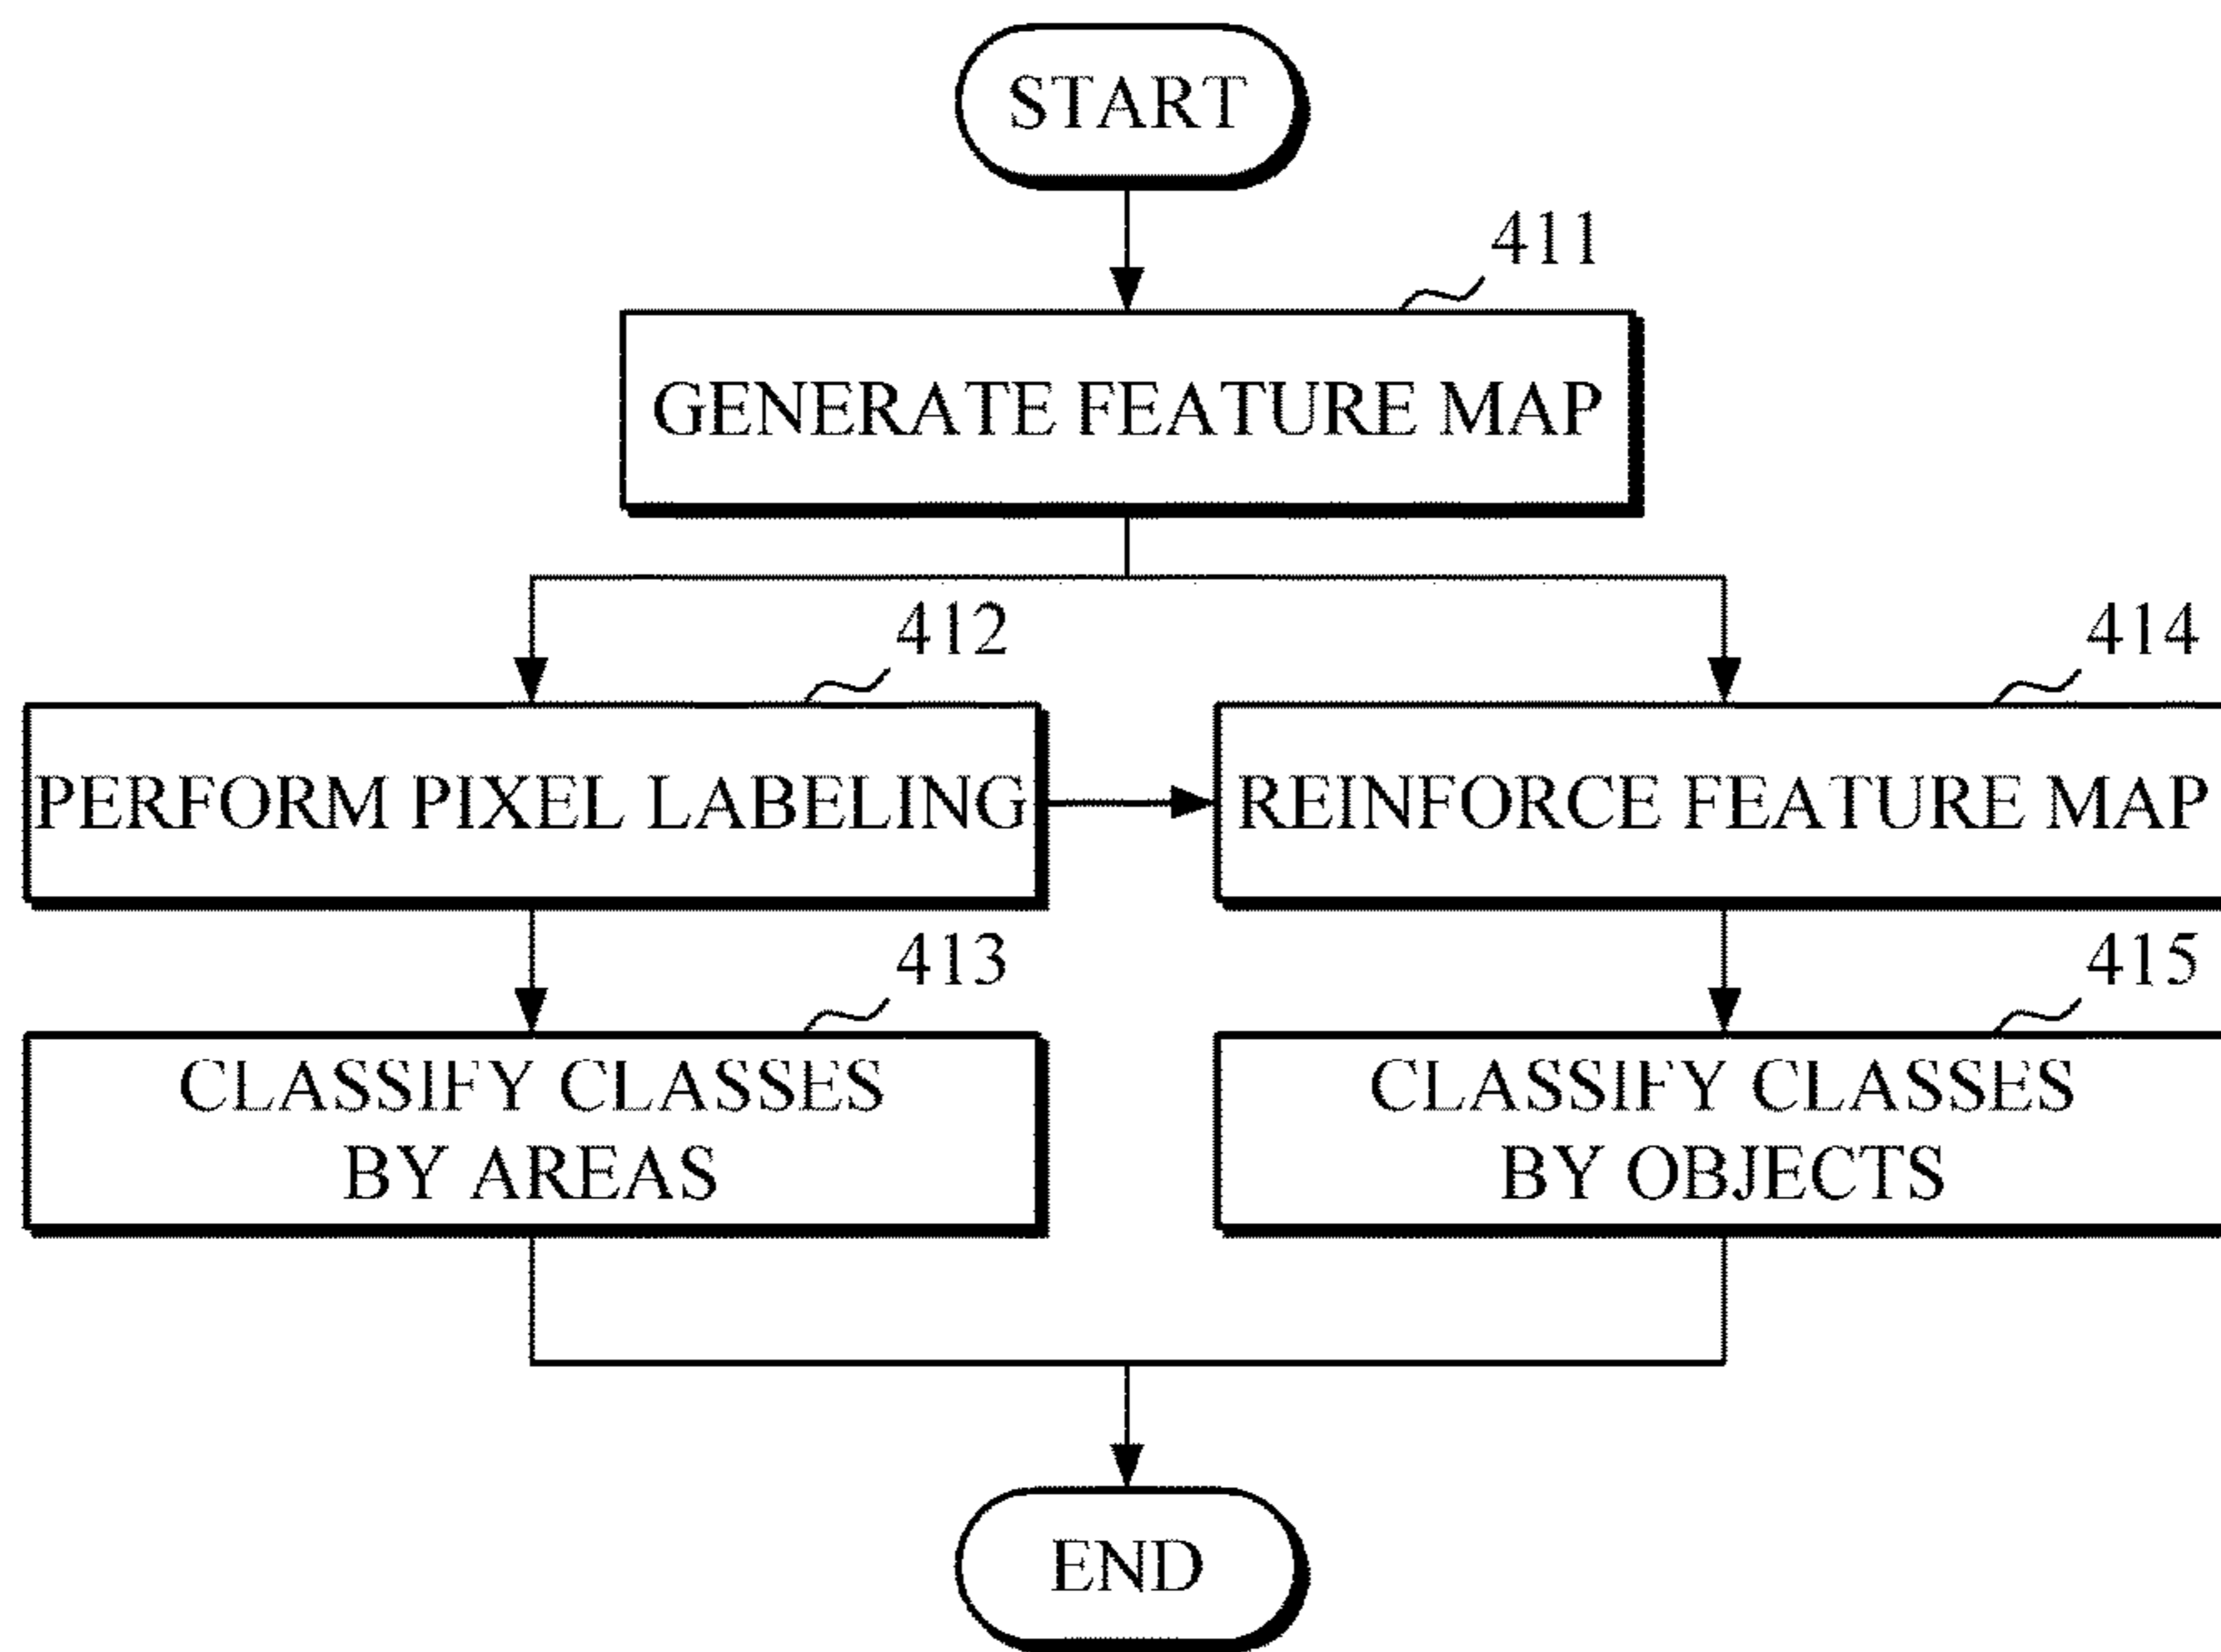 START
411
GENERATE FEATURE MAP
412
414
PERFORM PIXEL LABELING
REINFORCE FEATURE MAP
413
415
CLASSIFY CLASSES
BY AREAS
CLASSIFY CLASSES
BY OBJECTS
END